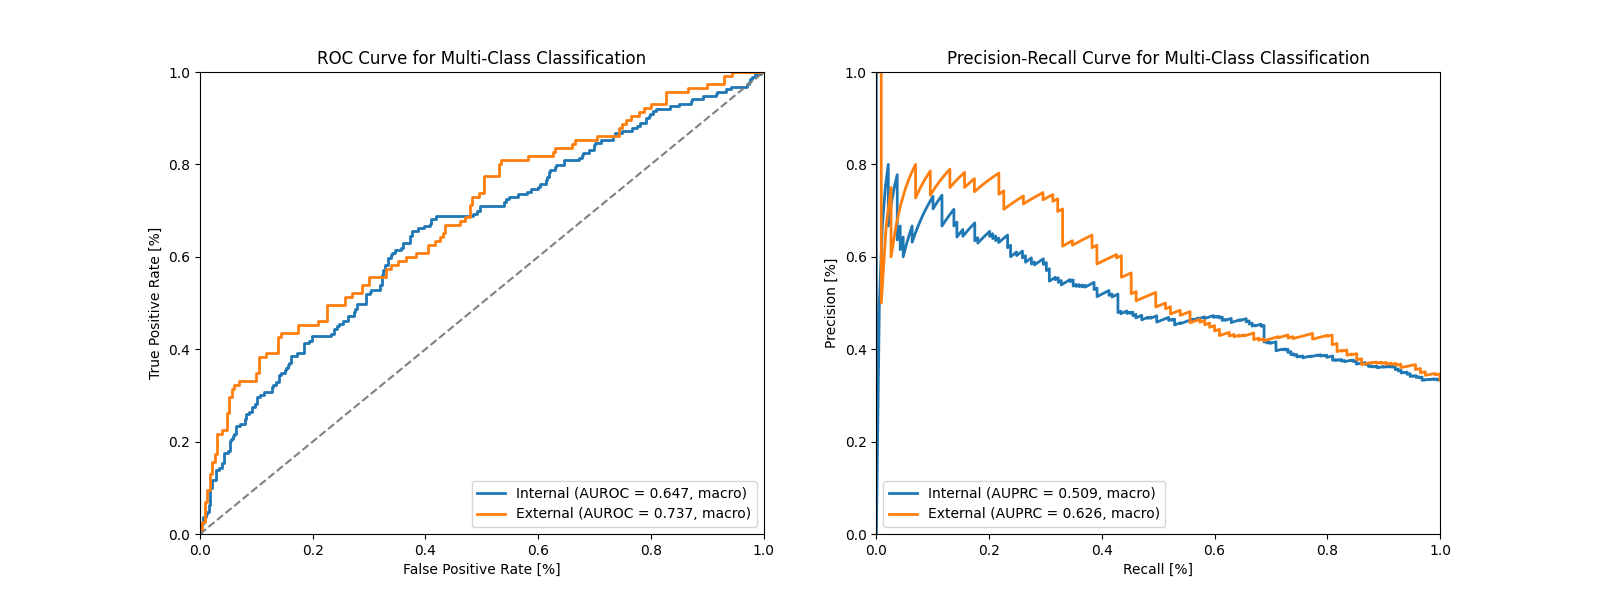 ROC Curve for Multi-Class Classification
1.0
0.8
0.6
0.4
0.2
0.0
True Positive Rate [%]
0.0 0.2 0.4 0.6 0.8 1.0
False Positive Rate [%]
Internal (AUROC = 0.647, macro)
External (AUROC = 0.737, macro)
Precision-Recall Curve for Multi-Class Classification
1.0
0.8
0.6
0.4
0.2
0.0
Precision [%]
0.0 0.2 0.4 0.6 0.8 1.0
Recall [%]
Internal (AUPRC = 0.509, macro)
External (AUPRC = 0.626, macro)